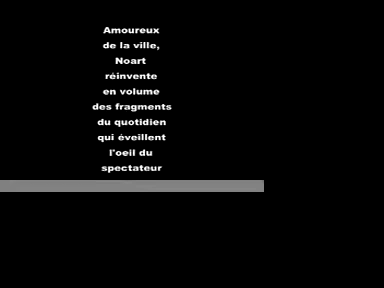 Amoureux
de la ville,
Noart
réinvente
en volume
des fragments
du quotidien
qui éveillent
l'oeil du
spectateur